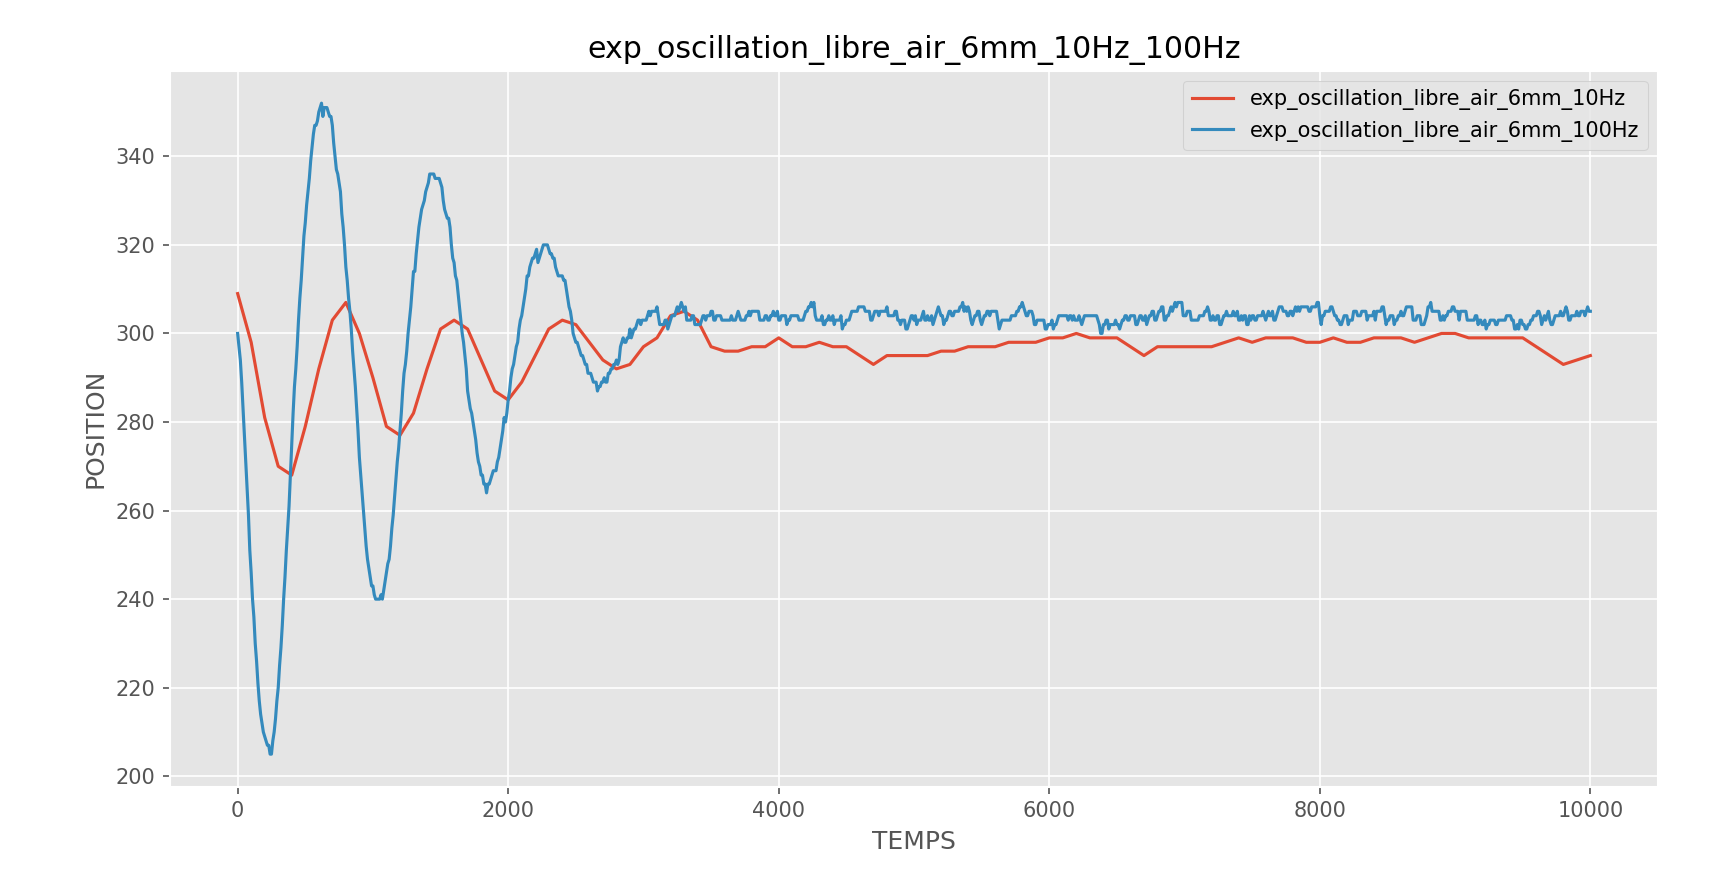 exp_oscillation_libre_air_6mm_10Hz_100Hz
exp_oscillation_libre_air_6mm_10Hz
exp_oscillation_libre_air_6mm_100Hz
POSITION
340
320
300
280
260
240
220
200
0 2000 4000 6000 8000 10000
TEMPS